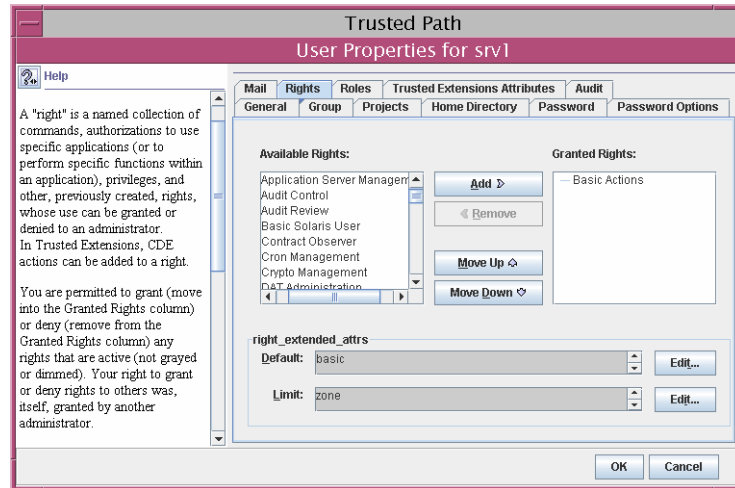 Trusted Path
User Properties for srv1
Help
A "right" is a named collection of
commands, authorizations to use
specific applications (or to
perform specific functions within
an application), privileges, and
other, previously created, rights,
whose use can be granted or
denied to an administrator.
In Trusted Extensions, CDE
actions can be added to a right.
You are permitted to grant (move
into the Granted Rights column)
or deny (remove from the
Granted Rights column) any
rights that are active (not grayed
or dimmed). Your right to grant
or deny rights to others was,
itself, granted by another
administrator.
Mail Rights Roles Trusted Extensions Attributes Audit
General Group Projects Home Directory Password Password Options
Available Rights:
Application Server Managem
Audit Control
Audit Review
Basic Solaris User
Contract Observer
Cron Management
Crypto Management
DAT Administration
Add
Remove
Move Up
Move Down
Granted Rights:
Basic Actions
right_extended_attrs
Default: basic Edit...
Limit: zone Edit...
OK Cancel